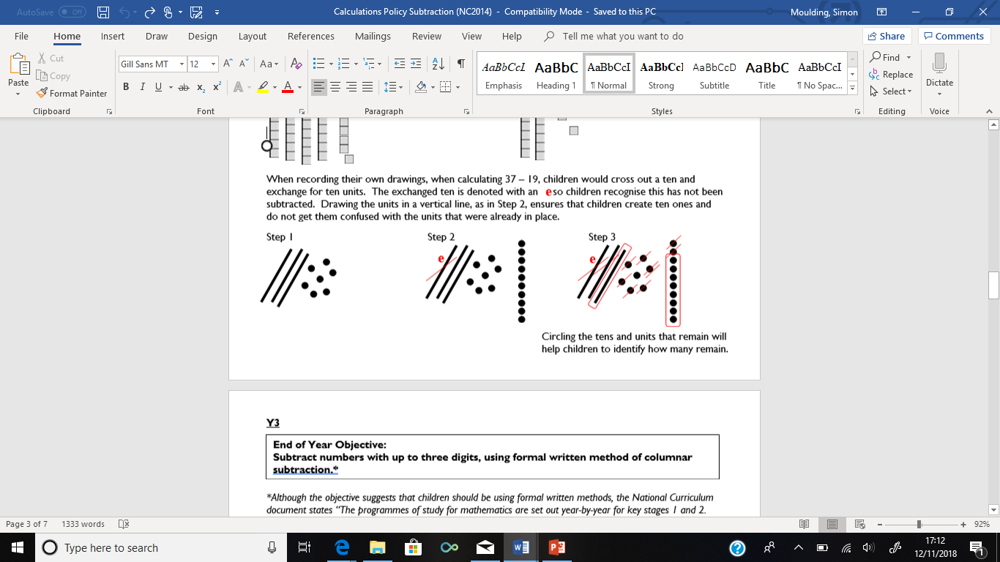 AutoSave Off
Calculations Policy Subtraction (NC2014) - Compatibility Mode - Saved to this PC
Moulding, Simon
File Home Insert Draw Design Layout References Mailings Review View Help Tell me what you want to do Share Comments
Paste
Cut
Copy
Format Painter
Clipboard
Gill Sans MT 12 A A Aa A
B I U ab x₂ x² A A
Font
Paragraph
AaBbCcI AaBbC AaBbCcI AaBbCcI AaBbCcD AaBbC AaBbCcI
Emphasis Heading 1 ¶ Normal Strong Subtitle Title ¶ No Spac...
Styles
Find
Replace
Select
Editing
Dictate
Voice
When recording their own drawings, when calculating 37 – 19, children would cross out a ten and
exchange for ten units. The exchanged ten is denoted with an e so children recognise this has not been
subtracted. Drawing the units in a vertical line, as in Step 2, ensures that children create ten ones and
do not get them confused with the units that were already in place.
Step 1 Step 2 Step 3
e e
Circling the tens and units that remain will
help children to identify how many remain.
Y3
End of Year Objective:
Subtract numbers with up to three digits, using formal written method of columnar
subtraction.*
*Although the objective suggests that children should be using formal written methods, the National Curriculum
document states “The programmes of study for mathematics are set out year-by-year for key stages 1 and 2.
Page 3 of 7 1333 words 92%
Type here to search
17:12
12/11/2018
1